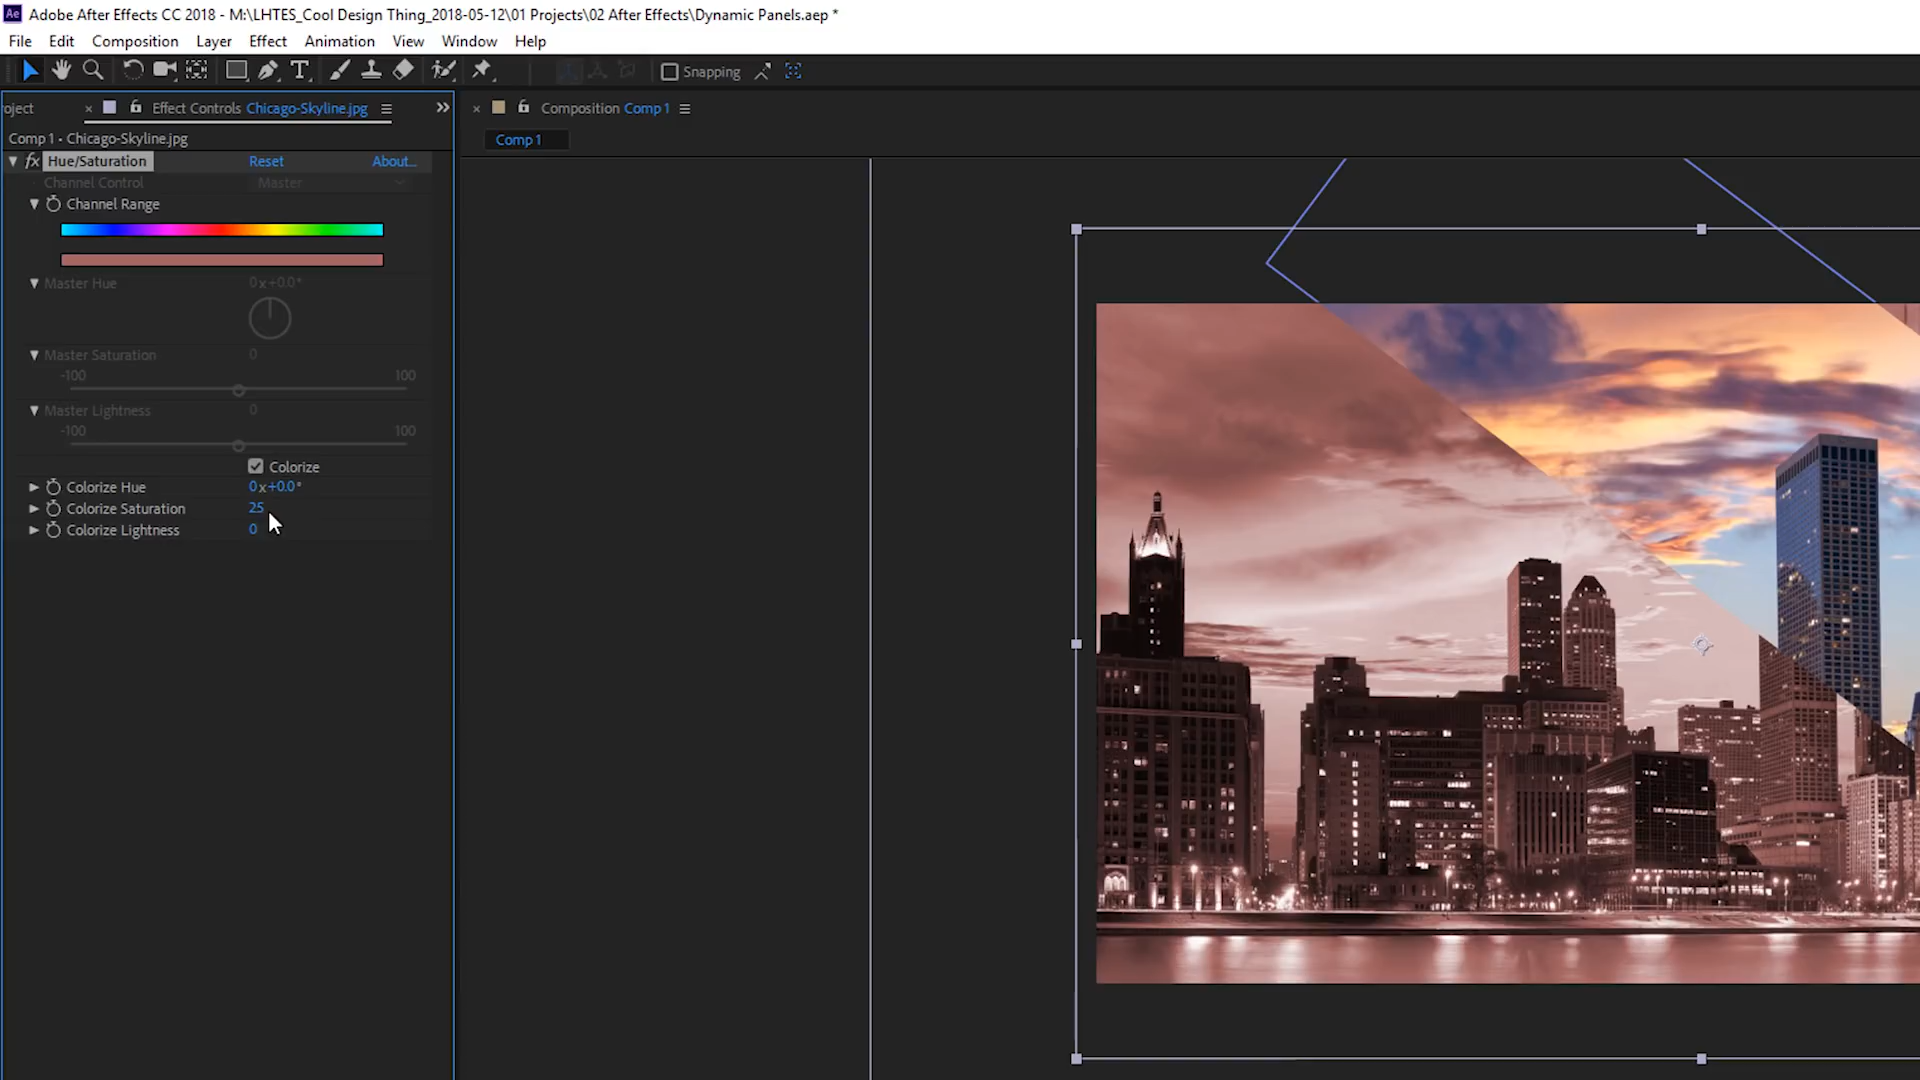 Ae Adobe After Effects CC 2018 - M:\LHTES_Cool Design Thing_2018-05-12\01 Projects\02 After Effects\Dynamic Panels.aep *
File Edit Composition Layer Effect Animation View Window Help
T Snapping
oject × Effect Controls Chicago-Skyline.jpg × Composition Comp 1
Comp 1 - Chicago-Skyline.jpg
Comp 1
fx Hue/Saturation Reset About...
Channel Control Master
Channel Range
Master Hue 0x+0.0°
Master Saturation 0
-100 100
Master Lightness 0
-100 100
Colorize
Colorize Hue 0x+0.0°
Colorize Saturation 25
Colorize Lightness 0